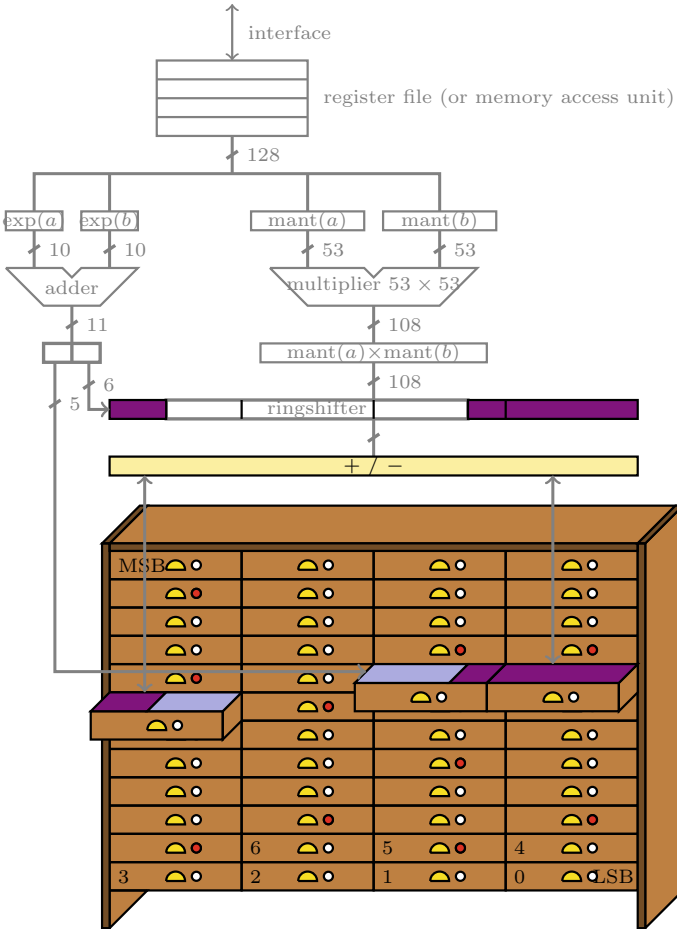 interface
register file (or memory access unit)
128
exp(a) exp(b) mant(a) mant(b)
10 10 53 53
adder multiplier 53 × 53
11 108
mant(a)×mant(b)
6 108
5
ringshifter
+ / −
MSB
6 5 4
3 2 1 0 LSB